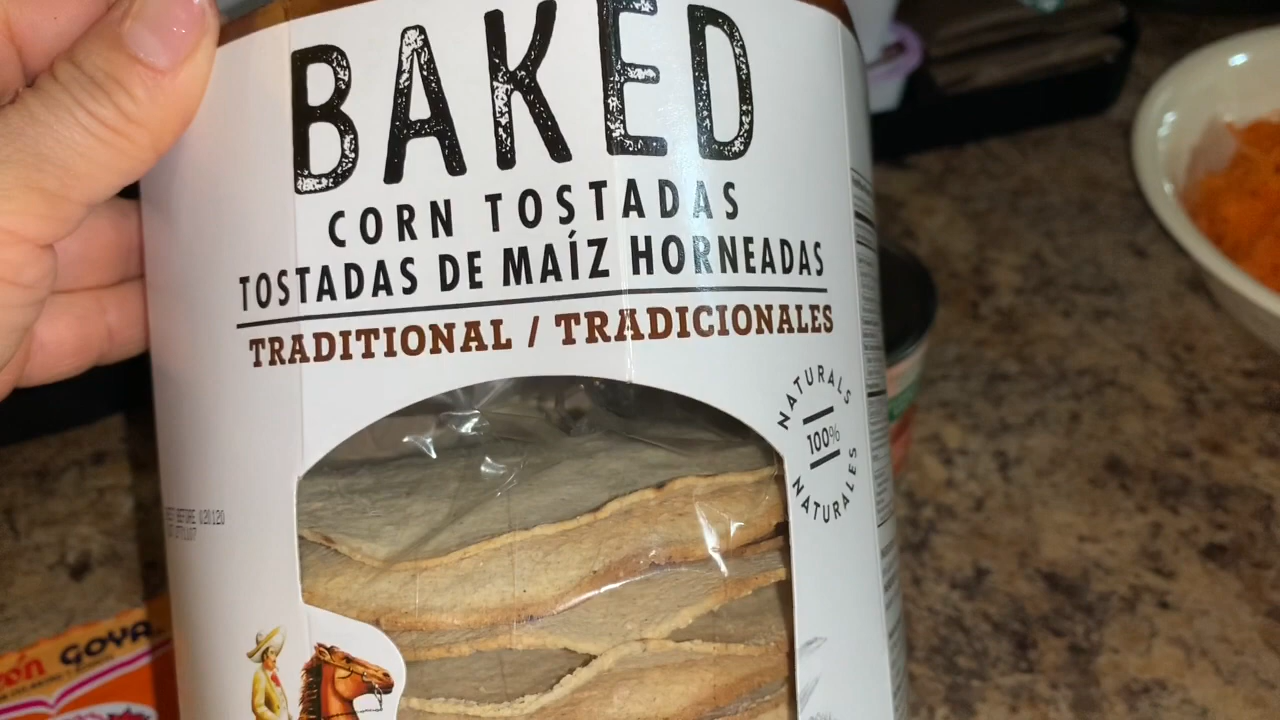 BAKED
CORN TOSTADAS
TOSTADAS DE MAÍZ HORNEADAS
TRADITIONAL / TRADICIONALES
NATURALS
100%
NATURALES
GOYA